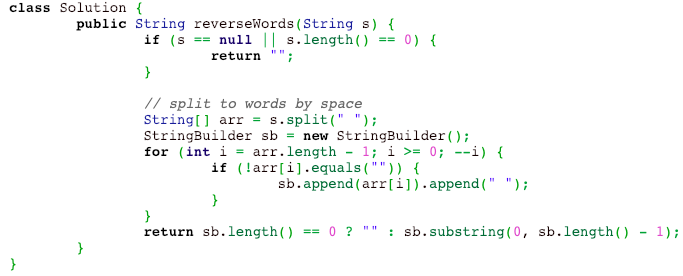 class Solution {
        public String reverseWords(String s) {
                if (s == null || s.length() == 0) {
                        return "";
                }

                // split to words by space
                String[] arr = s.split(" ");
                StringBuilder sb = new StringBuilder();
                for (int i = arr.length - 1; i >= 0; --i) {
                        if (!arr[i].equals("")) {
                                sb.append(arr[i]).append(" ");
                        }
                }
                return sb.length() == 0 ? "" : sb.substring(0, sb.length() - 1);
        }
}